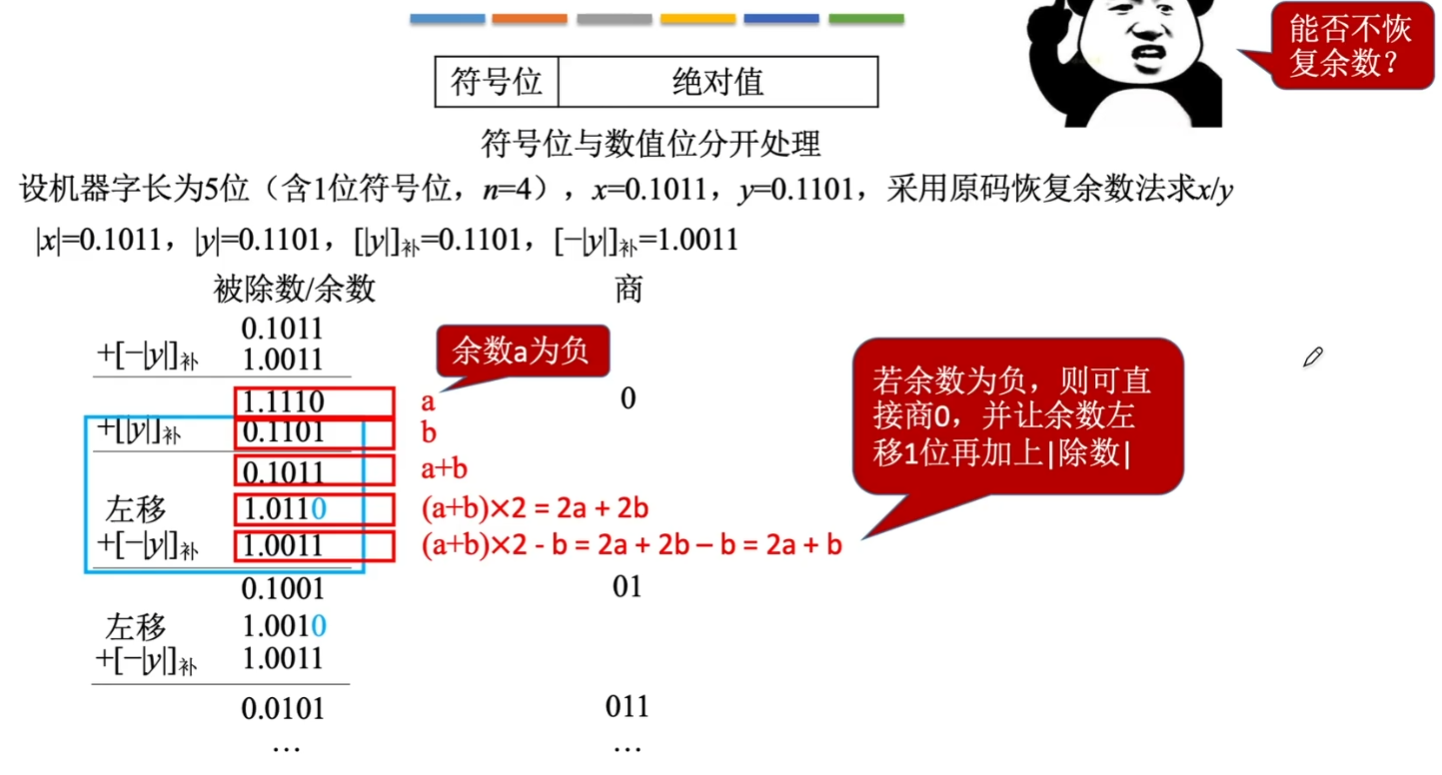 能否不恢
复余数?
符号位 绝对值
符号位与数值位分开处理
设机器字长为5位（含1位符号位，n=4），x=0.1011，y=0.1101，采用原码恢复余数法求x/y
|x|=0.1011，|y|=0.1101，[|y|]补=0.1101，[−|y|]补=1.0011
被除数/余数 商
0.1011
+[−|y|]补 1.0011
余数a为负
1.1110 a 0
+[|y|]补 0.1101 b
0.1011 a+b
左移 1.0110 (a+b)×2 = 2a + 2b
+[−|y|]补 1.0011 (a+b)×2 - b = 2a + 2b – b = 2a + b
若余数为负，则可直
接商0，并让余数左
移1位再加上|除数|
0.1001 01
左移 1.0010
+[−|y|]补 1.0011
0.0101 011
… …